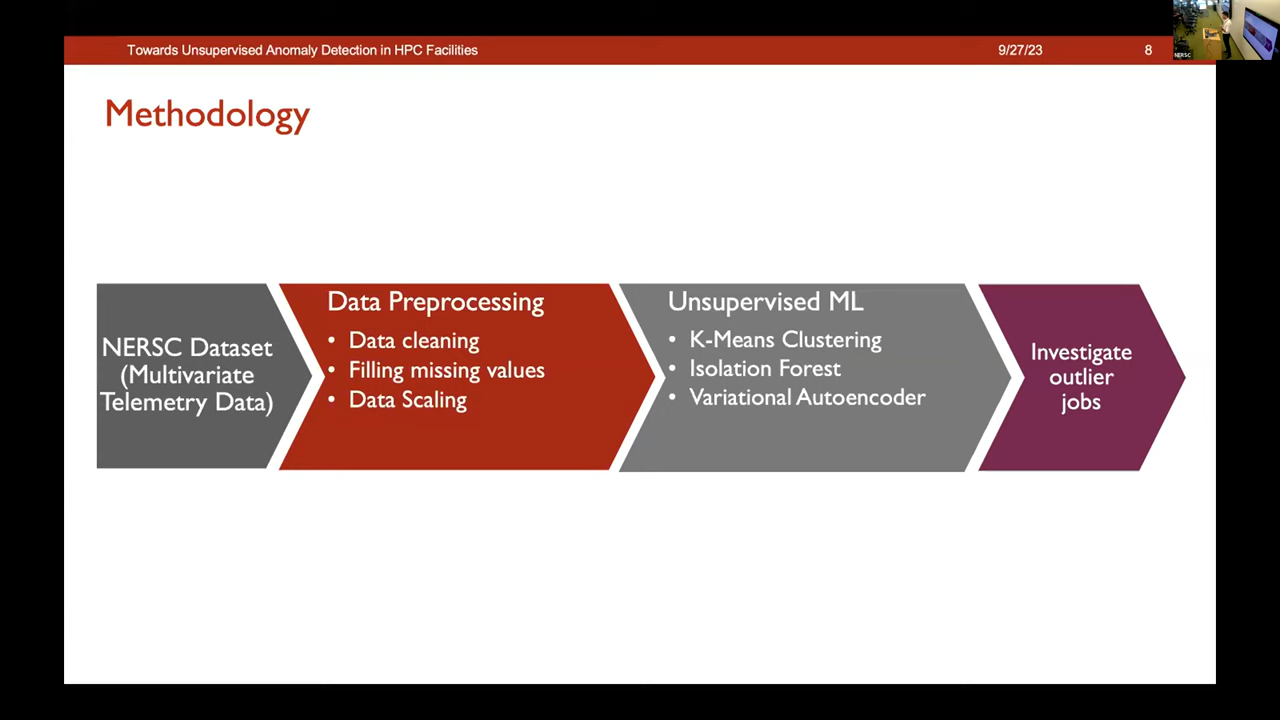 Towards Unsupervised Anomaly Detection in HPC Facilities
9/27/23
8
NERSC
Methodology
NERSC Dataset
(Multivariate
Telemetry Data)
Data Preprocessing
• Data cleaning
• Filling missing values
• Data Scaling
Unsupervised ML
• K-Means Clustering
• Isolation Forest
• Variational Autoencoder
Investigate
outlier
jobs